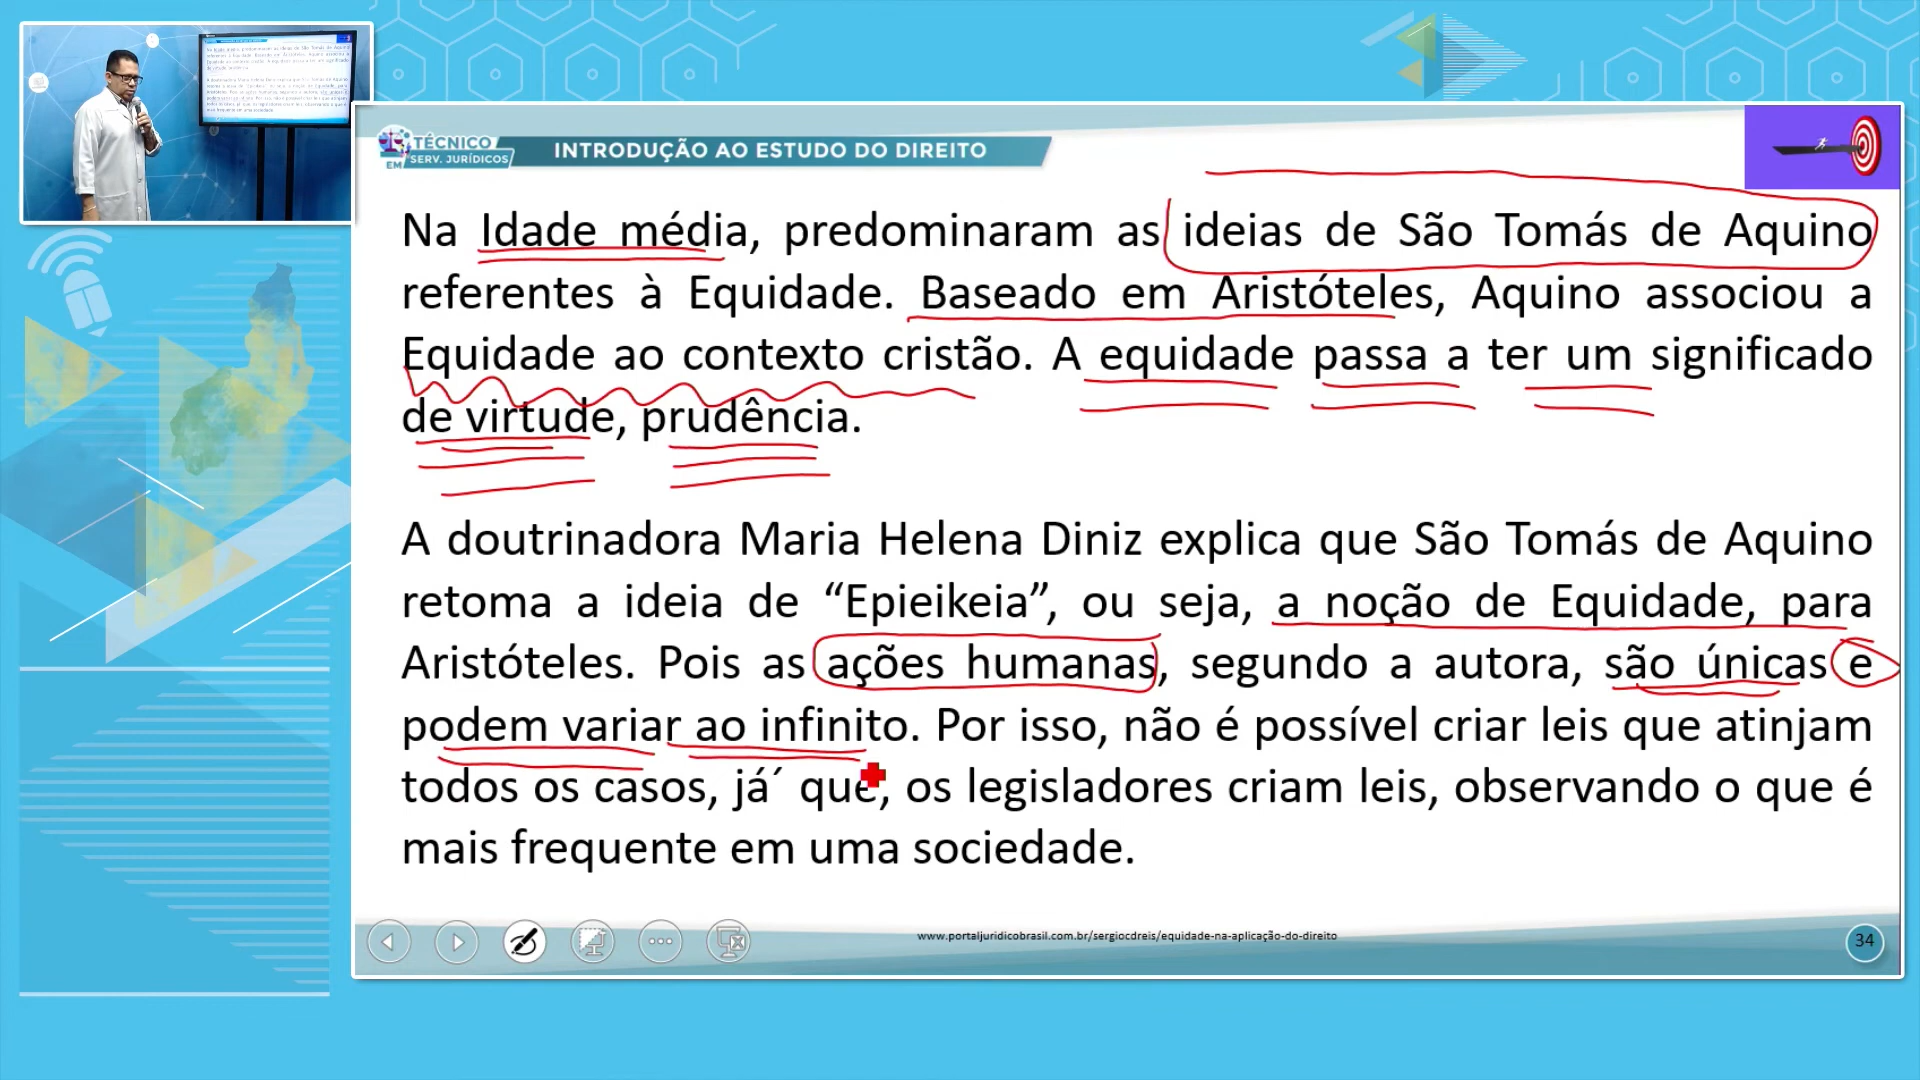 TÉCNICO
EM SERV. JURÍDICOS
INTRODUÇÃO AO ESTUDO DO DIREITO
Na Idade média, predominaram as ideias de São Tomás de Aquino
referentes à Equidade. Baseado em Aristóteles, Aquino associou a
Equidade ao contexto cristão. A equidade passa a ter um significado
de virtude, prudência.
A doutrinadora Maria Helena Diniz explica que São Tomás de Aquino
retoma a ideia de “Epieikeia”, ou seja, a noção de Equidade, para
Aristóteles. Pois as ações humanas, segundo a autora, são únicas e
podem variar ao infinito. Por isso, não é possível criar leis que atinjam
todos os casos, já´ que, os legisladores criam leis, observando o que é
mais frequente em uma sociedade.
www.portaljuridicobrasil.com.br/sergiocdreis/equidade-na-aplicação-do-direito
34